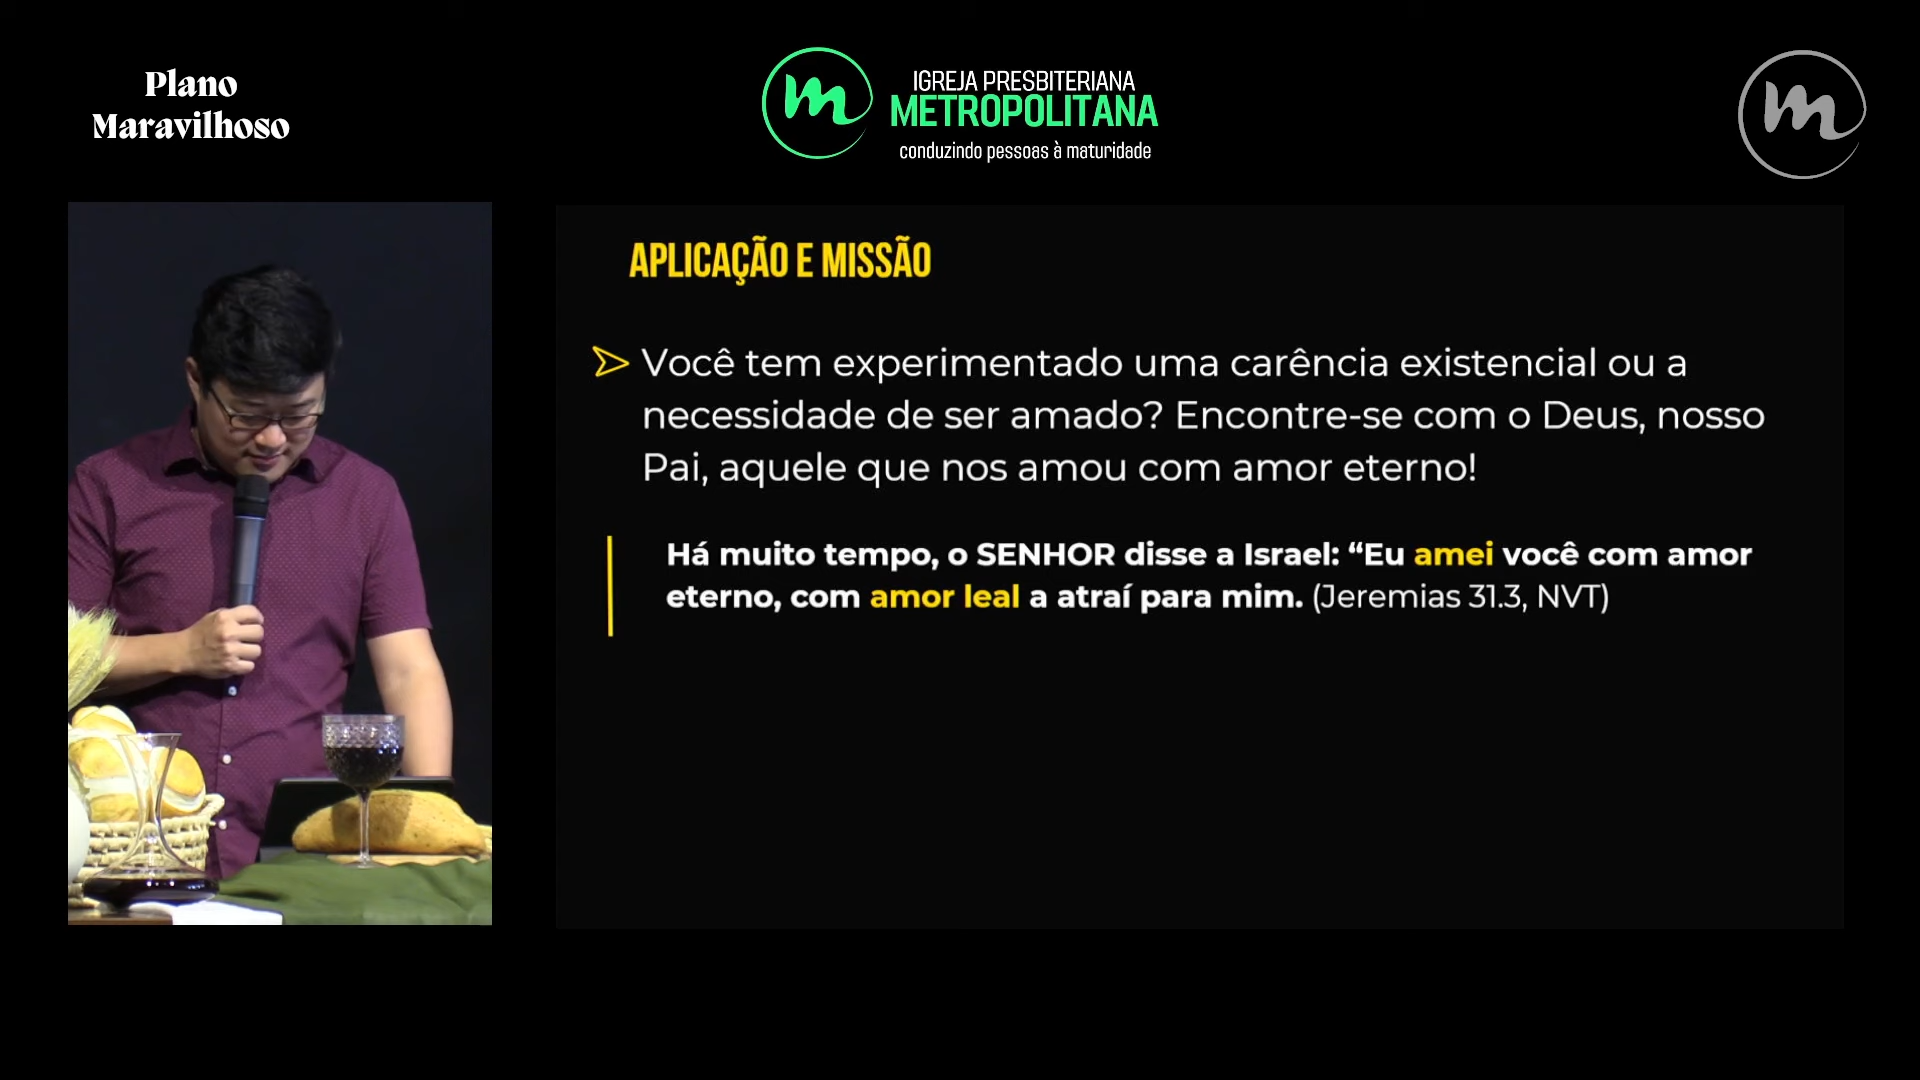 Plano
Maravilhoso
m
IGREJA PRESBITERIANA
METROPOLITANA
conduzindo pessoas à maturidade
m
APLICAÇÃO E MISSÃO
Você tem experimentado uma carência existencial ou a
necessidade de ser amado? Encontre-se com o Deus, nosso
Pai, aquele que nos amou com amor eterno!
Há muito tempo, o SENHOR disse a Israel: “Eu amei você com amor
eterno, com amor leal a atraí para mim. (Jeremias 31.3, NVT)